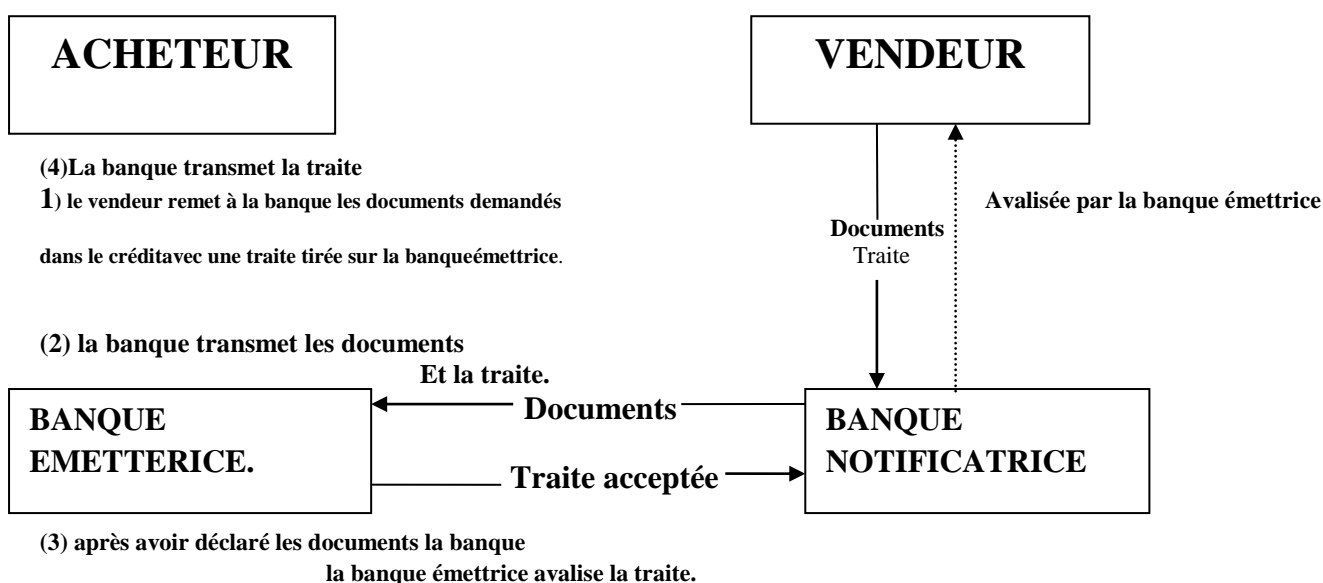 ACHETEUR
VENDEUR
(4)La banque transmet la traite
1) le vendeur remet à la banque les documents demandés
Avalisée par la banque émettrice
Documents
Traite
dans le créditavec une traite tirée sur la banqueémettrice.
(2) la banque transmet les documents
Et la traite.
Documents
BANQUE
EMETTERICE.
BANQUE
NOTIFICATRICE
Traite acceptée
(3) après avoir déclaré les documents la banque
la banque émettrice avalise la traite.